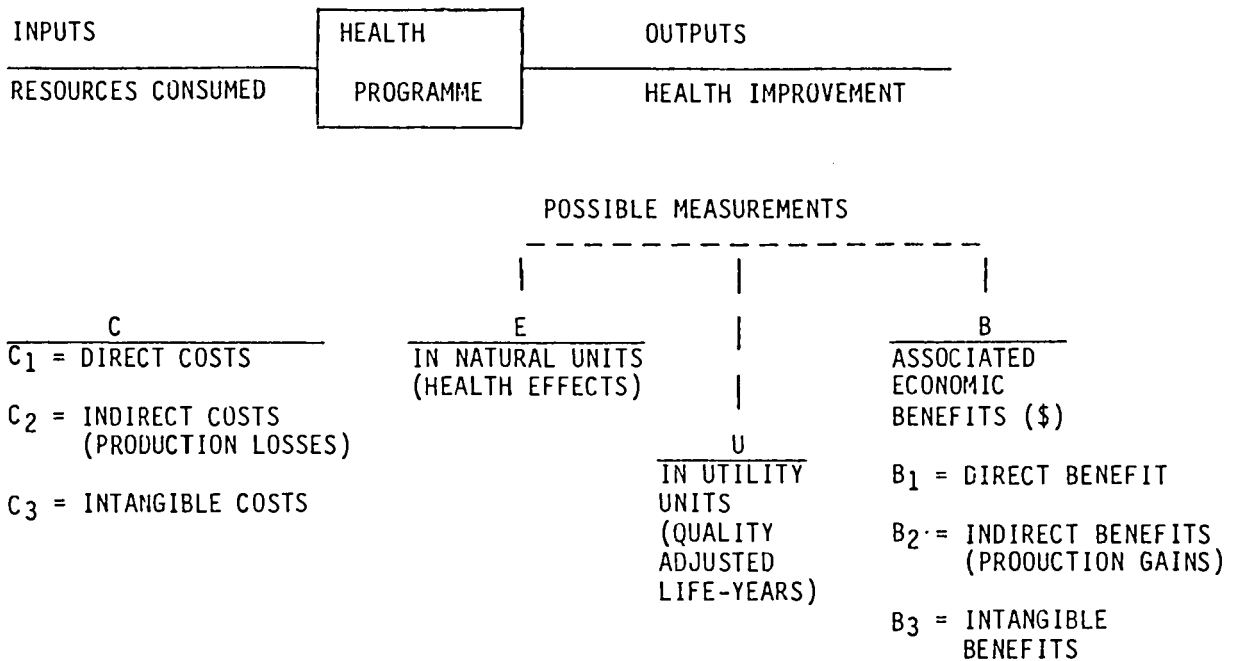 INPUTS
HEALTH
OUTPUTS
RESOURCES CONSUMED
PROGRAMME
HEALTH IMPROVEMENT
POSSIBLE MEASUREMENTS
C
C1 = DIRECT COSTS
C2 = INDIRECT COSTS
(PRODUCTION LOSSES)
C3 = INTANGIBLE COSTS
E
IN NATURAL UNITS
(HEALTH EFFECTS)
U
IN UTILITY
UNITS
(QUALITY
ADJUSTED
LIFE-YEARS)
B
ASSOCIATED
ECONOMIC
BENEFITS ($)
B1 = DIRECT BENEFIT
B2 = INDIRECT BENEFITS
(PROOUCTION GAINS)
B3 = INTANGIBLE
BENEFITS